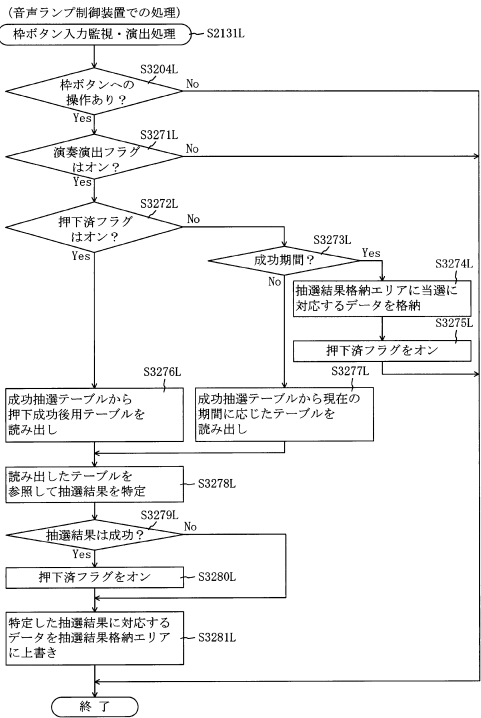 (音声ランプ制御装置での処理)
枠ボタン入力監視・演出処理
S2131L
S3204L
枠ボタンへの
操作あり?
No
Yes
S3271L
演奏演出フラグ
はオン?
No
Yes
S3272L
押下済フラグ
はオン?
No
Yes
S3273L
成功期間?
Yes
No
S3274L
抽選結果格納エリアに当選に
対応するデータを格納
S3275L
押下済フラグをオン
S3276L
成功抽選テーブルから
押下成功後用テーブルを
読み出し
S3277L
成功抽選テーブルから現在の
期間に応じたテーブルを
読み出し
読み出したテーブルを
参照して抽選結果を特定
S3278L
S3279L
抽選結果は成功?
No
Yes
押下済フラグをオン
S3280L
特定した抽選結果に対応する
データを抽選結果格納エリア
に上書き
S3281L
終了